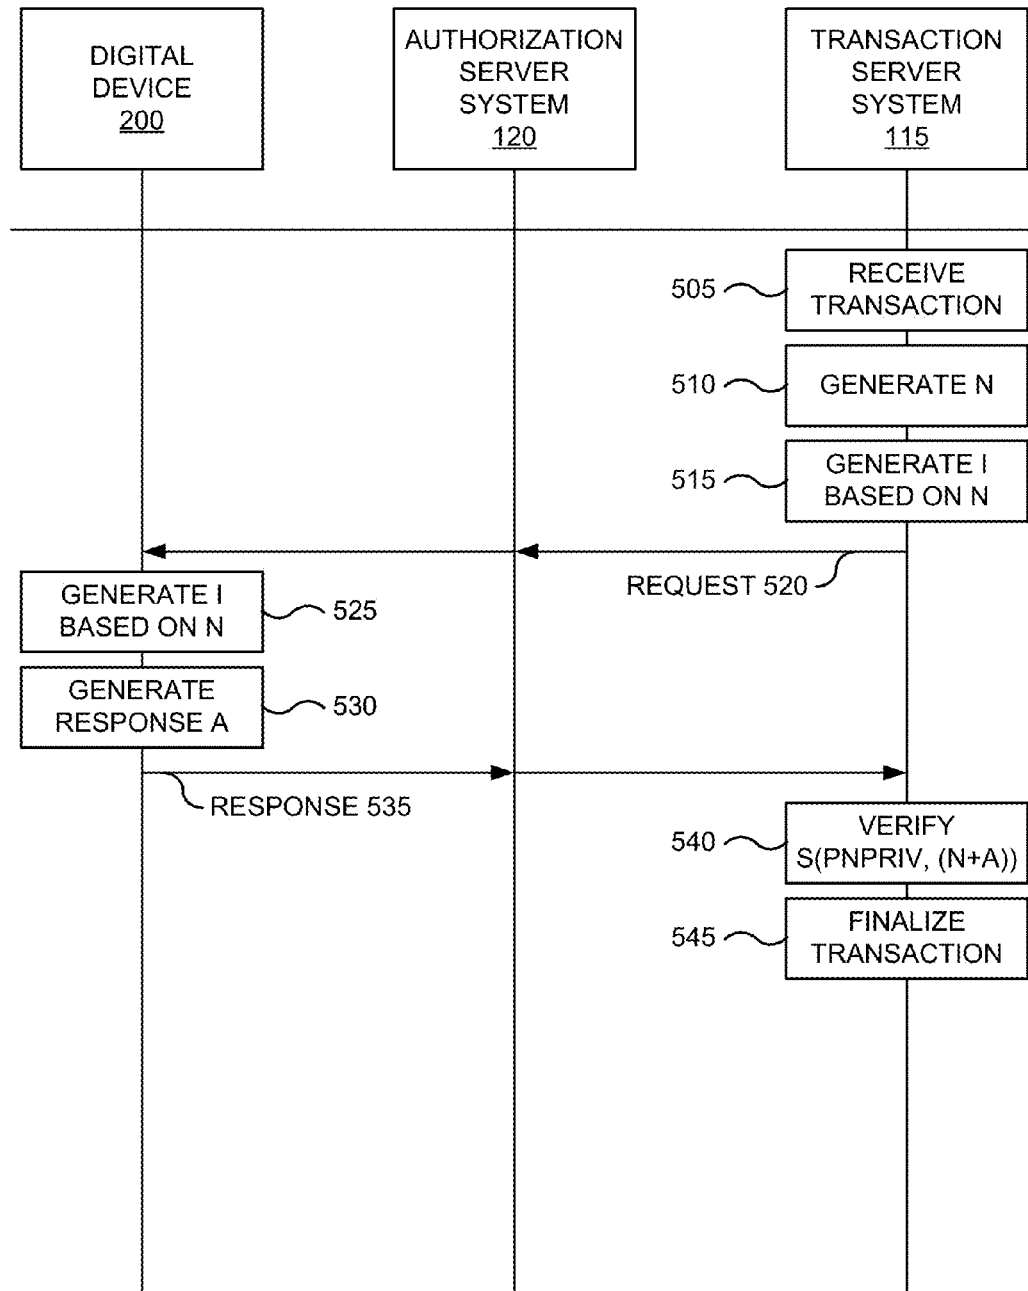 DIGITAL
DEVICE
200
AUTHORIZATION
SERVER
SYSTEM
120
TRANSACTION
SERVER
SYSTEM
115
505
RECEIVE
TRANSACTION
510
GENERATE N
515
GENERATE I
BASED ON N
REQUEST 520
GENERATE I
BASED ON N
525
GENERATE
RESPONSE A
530
RESPONSE 535
540
VERIFY
S(PNPRIV, (N+A))
545
FINALIZE
TRANSACTION